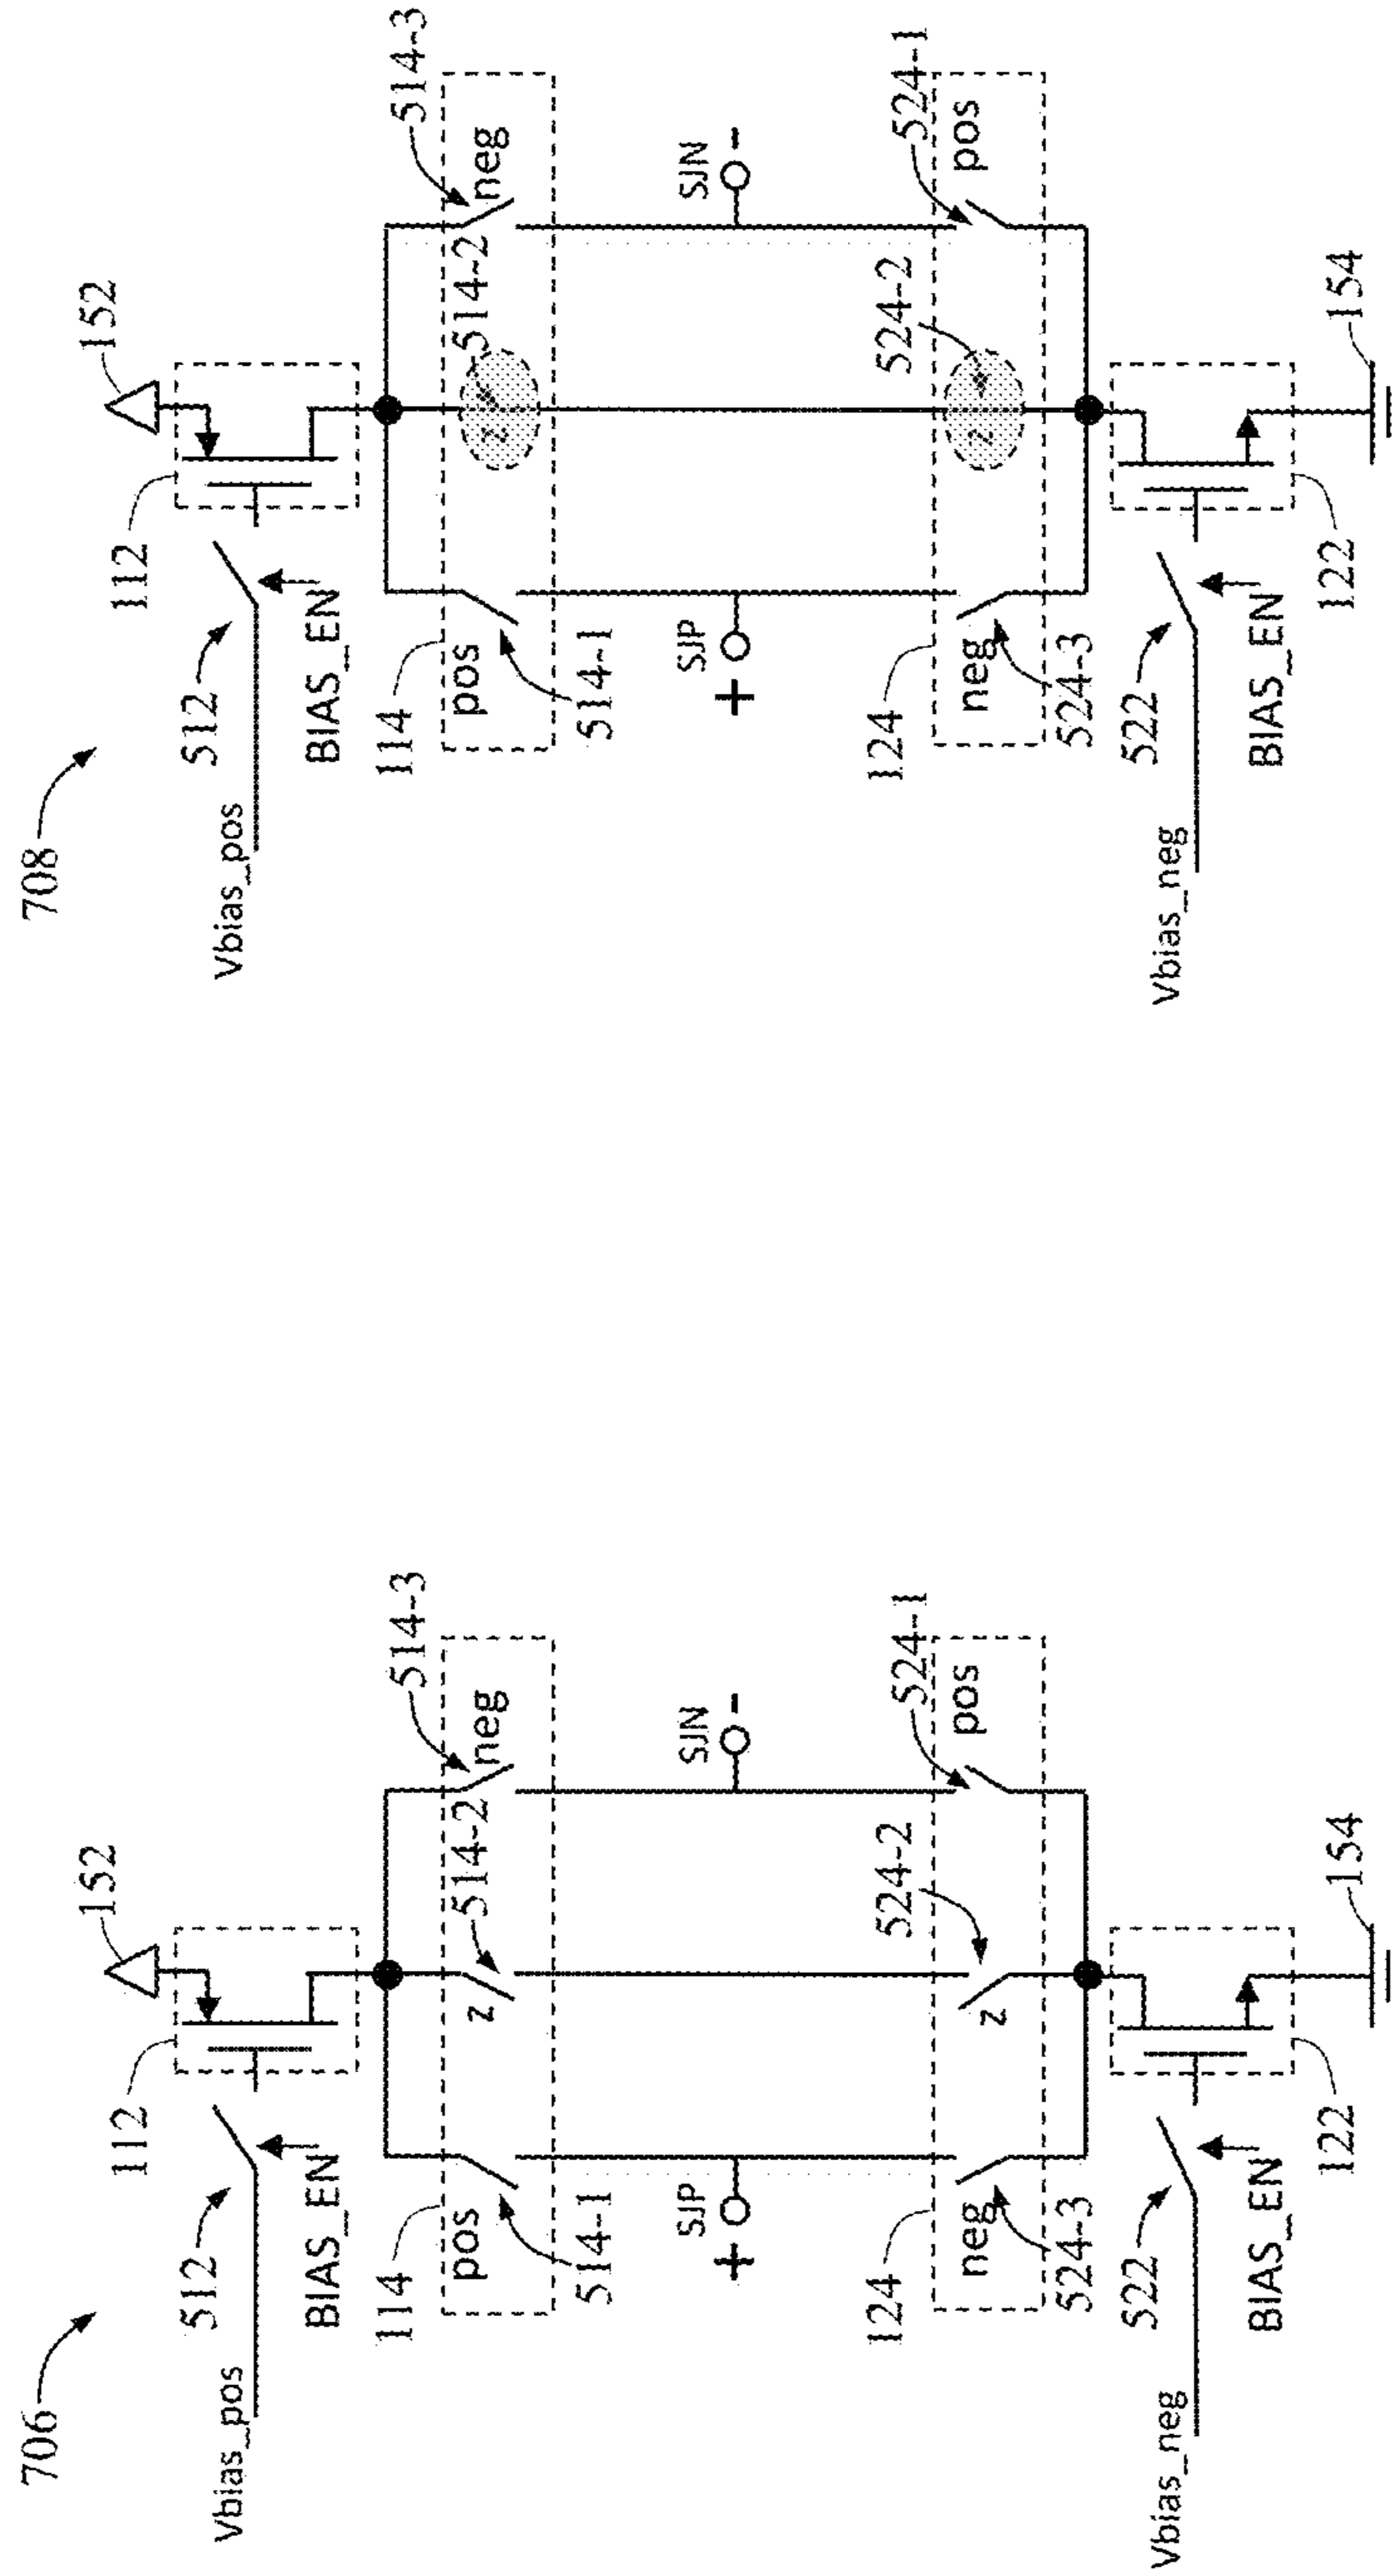 706
Vbias_pos
512
BIAS_EN
112
152
114
pos
514-1
z
514-2
neg
514-3
+
SJP
SJN
-
124
neg
524-3
z
524-2
pos
524-1
Vbias_neg
522
BIAS_EN
122
154
708
Vbias_pos
512
BIAS_EN
112
152
114
pos
514-1
z
514-2
neg
514-3
+
SJP
SJN
-
124
neg
524-3
z
524-2
pos
524-1
Vbias_neg
522
BIAS_EN
122
154